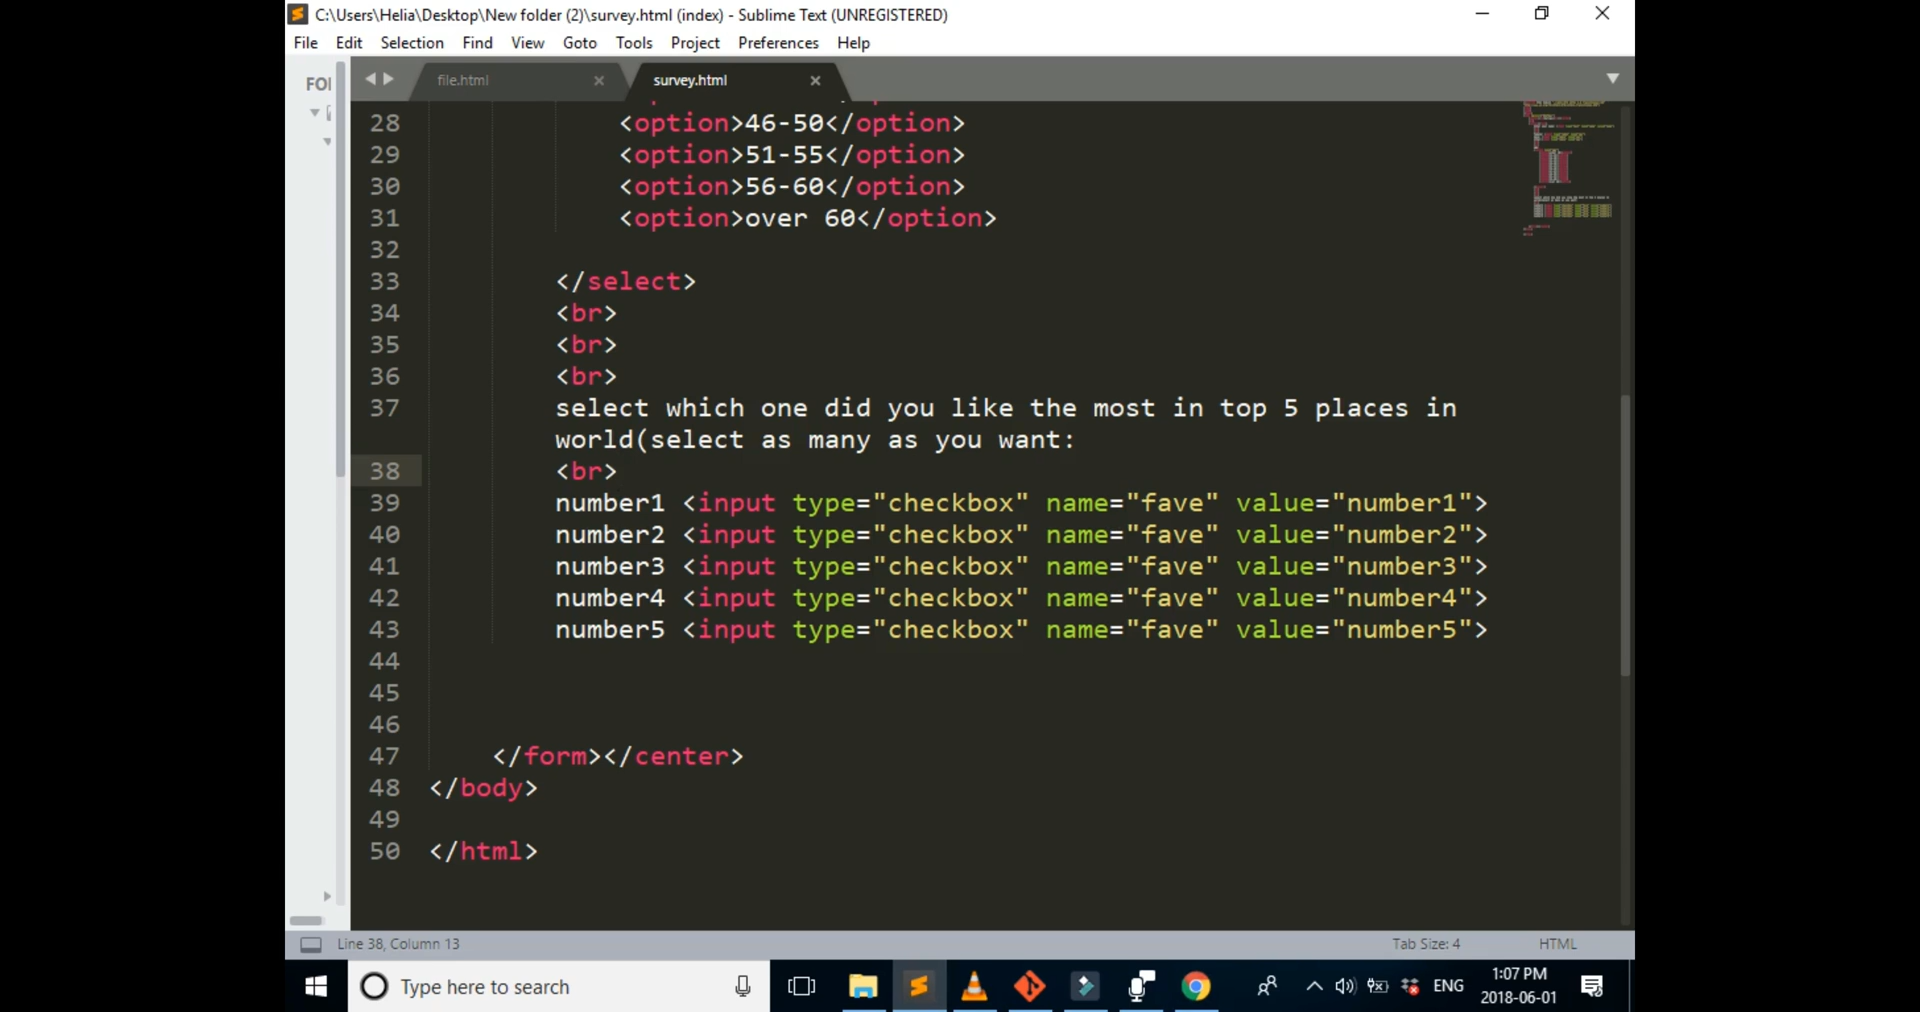 C:\Users\Helia\Desktop\New folder (2)\survey.html (index) - Sublime Text (UNREGISTERED)
File Edit Selection Find View Goto Tools Project Preferences Help
file.html survey.html
28 <option>46-50</option>
29 <option>51-55</option>
30 <option>56-60</option>
31 <option>over 60</option>
32
33 </select>
34 <br>
35 <br>
36 <br>
37 select which one did you like the most in top 5 places in
world(select as many as you want:
38 <br>
39 number1 <input type="checkbox" name="fave" value="number1">
40 number2 <input type="checkbox" name="fave" value="number2">
41 number3 <input type="checkbox" name="fave" value="number3">
42 number4 <input type="checkbox" name="fave" value="number4">
43 number5 <input type="checkbox" name="fave" value="number5">
44
45
46
47 </form></center>
48 </body>
49
50 </html>
Line 38, Column 13 Tab Size: 4 HTML
Type here to search ENG 1:07 PM
2018-06-01